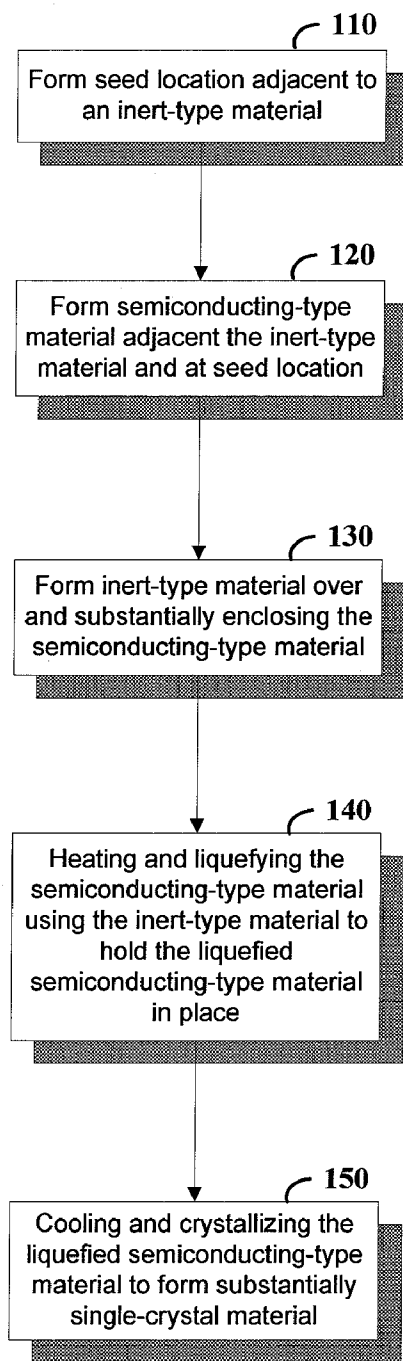 110
Form seed location adjacent to
an inert-type material
120
Form semiconducting-type
material adjacent the inert-type
material and at seed location
130
Form inert-type material over
and substantially enclosing the
semiconducting-type material
140
Heating and liquefying the
semiconducting-type material
using the inert-type material to
hold the liquefied
semiconducting-type material
in place
150
Cooling and crystallizing the
liquefied semiconducting-type
material to form substantially
single-crystal material